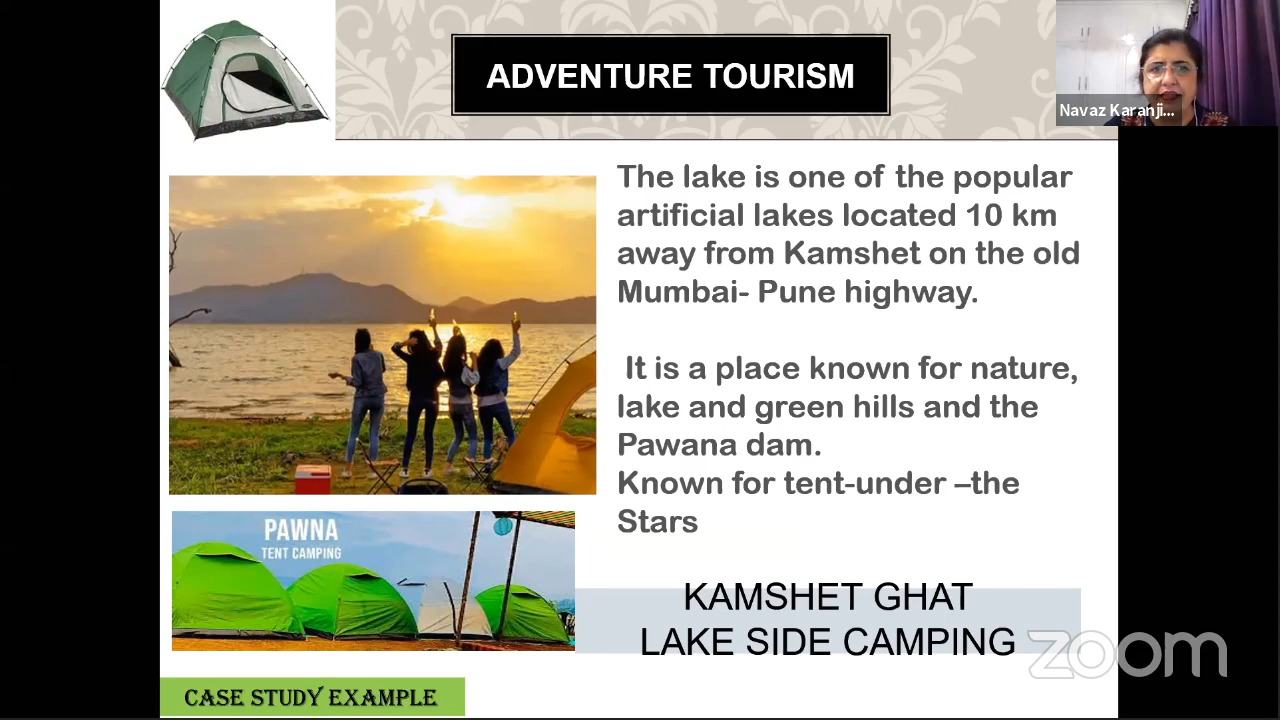 ADVENTURE TOURISM
Navaz Karanji...
The lake is one of the popular
artificial lakes located 10 km
away from Kamshet on the old
Mumbai- Pune highway.
It is a place known for nature,
lake and green hills and the
Pawana dam.
Known for tent-under –the
Stars
PAWNA
TENT CAMPING
KAMSHET GHAT
LAKE SIDE CAMPING
zoom
CASE STUDY EXAMPLE